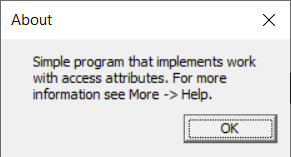 About
Simple program that implements work
with access attributes. For more
information see More -> Help.
OK